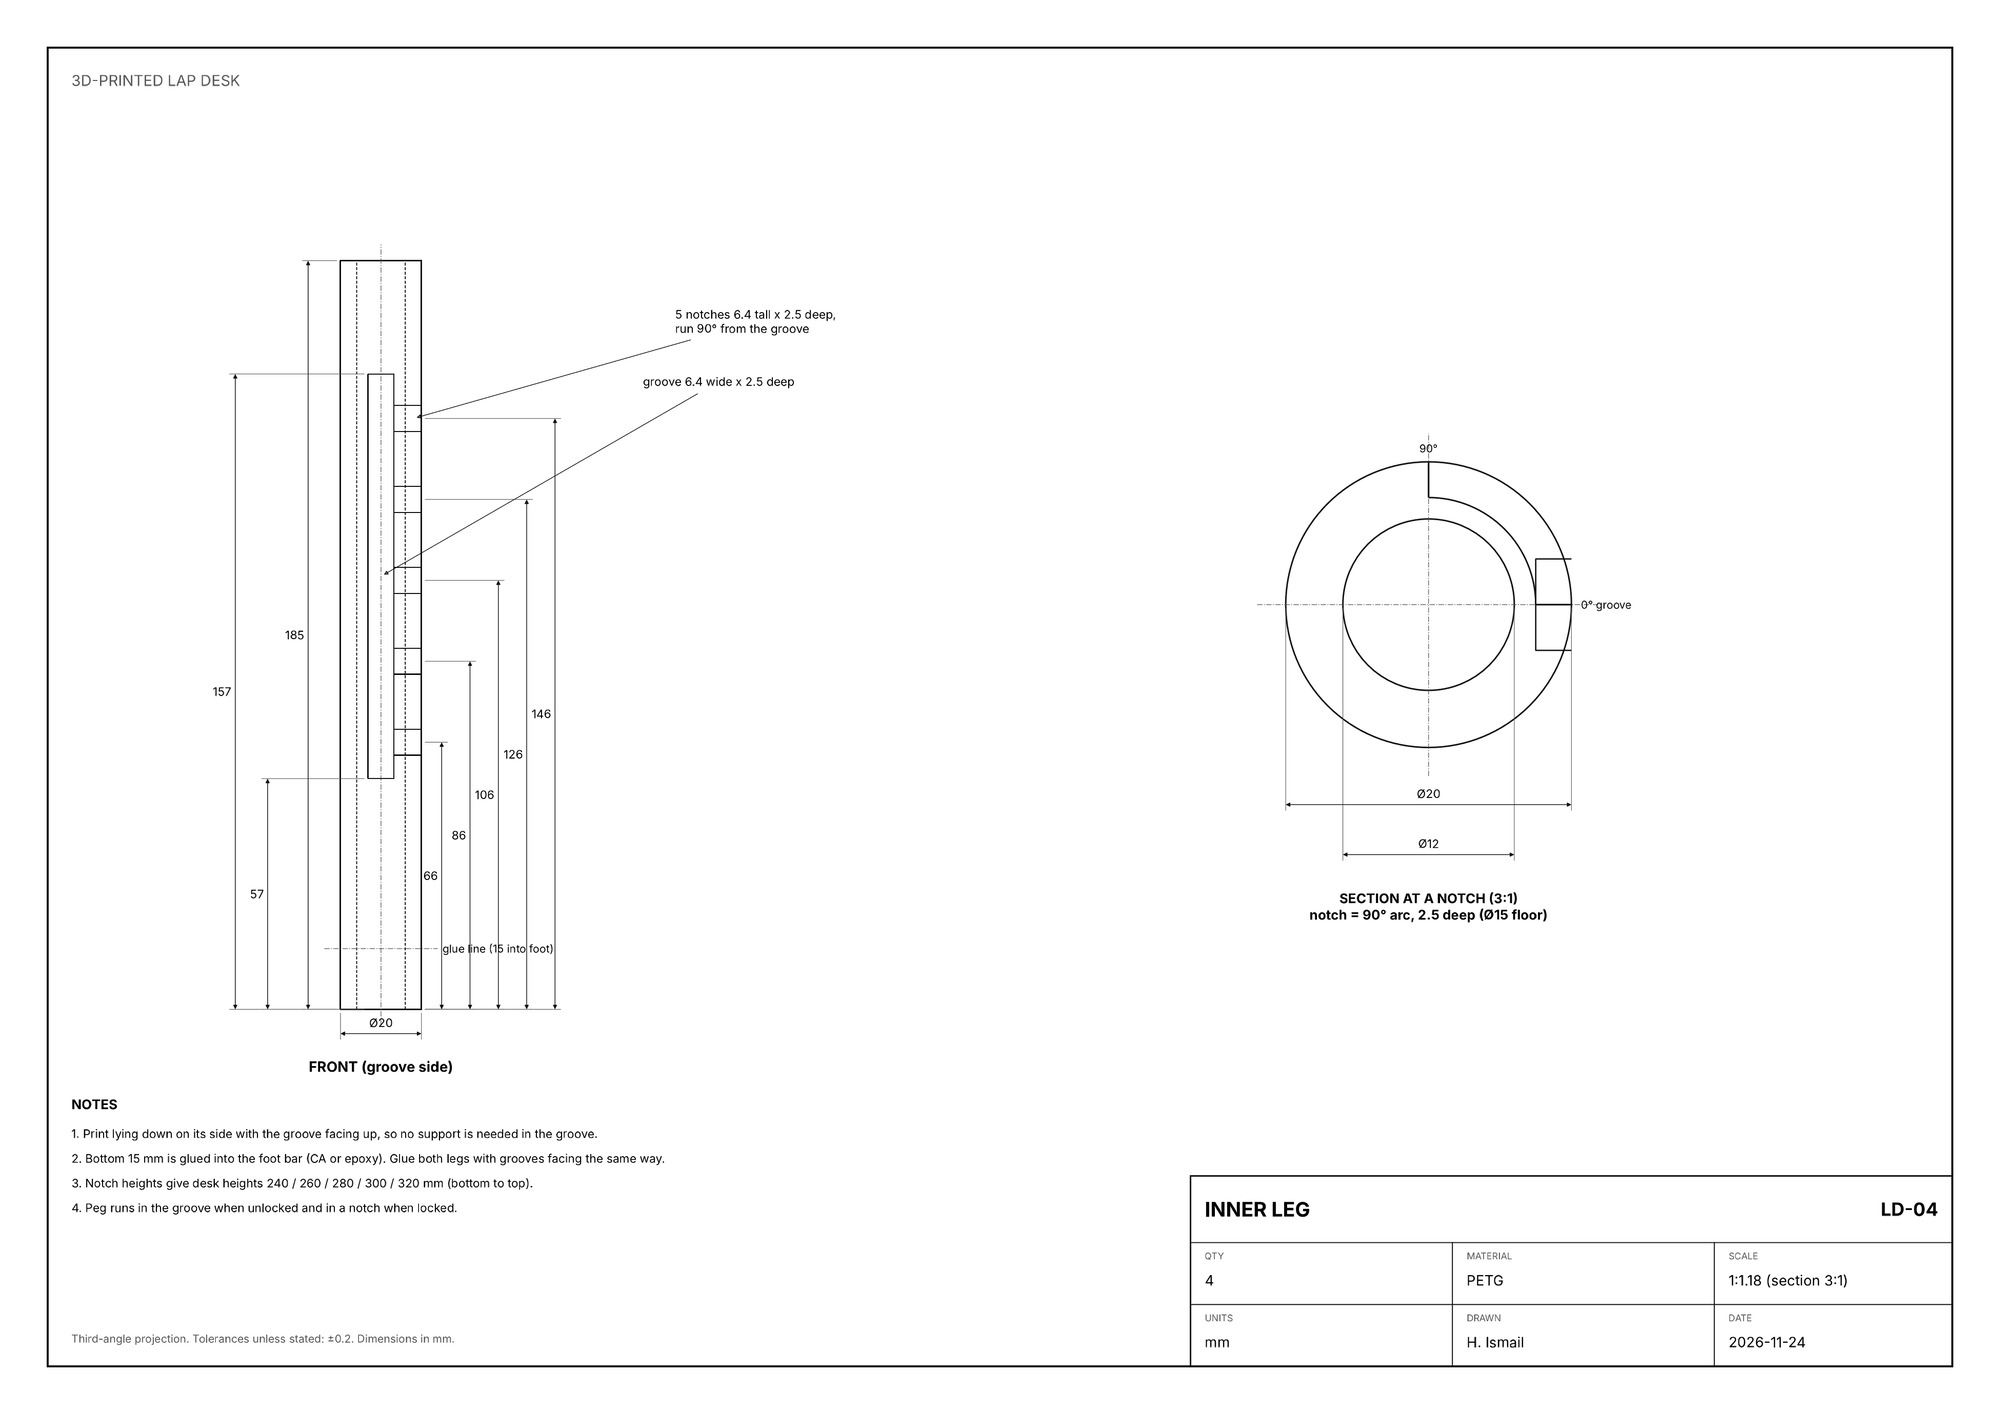 3D-PRINTED LAP DESK
5 notches 6.4 tall x 2.5 deep,
run 90° from the groove
groove 6.4 wide x 2.5 deep
157
185
57
66
86
106
126
146
glue line (15 into foot)
Ø20
FRONT (groove side)
90°
0° groove
Ø20
Ø12
SECTION AT A NOTCH (3:1)
notch = 90° arc, 2.5 deep (Ø15 floor)
NOTES
1. Print lying down on its side with the groove facing up, so no support is needed in the groove.
2. Bottom 15 mm is glued into the foot bar (CA or epoxy). Glue both legs with grooves facing the same way.
3. Notch heights give desk heights 240 / 260 / 280 / 300 / 320 mm (bottom to top).
4. Peg runs in the groove when unlocked and in a notch when locked.
Third-angle projection. Tolerances unless stated: ±0.2. Dimensions in mm.
INNER LEG
LD-04
QTY
4
MATERIAL
PETG
SCALE
1:1.18 (section 3:1)
UNITS
mm
DRAWN
H. Ismail
DATE
2026-11-24